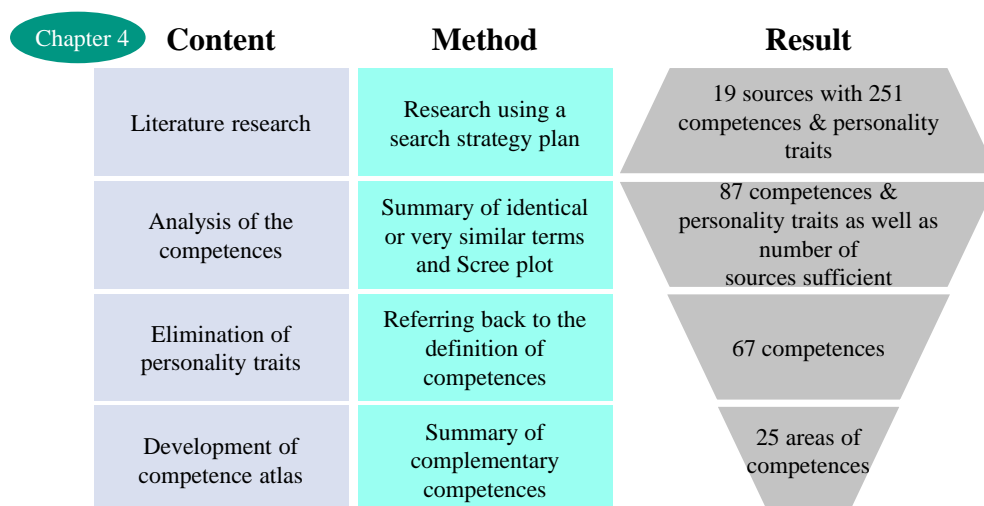 Chapter 4
Content
Method
Result
Literature research
Research using a
search strategy plan
19 sources with 251
competences & personality
traits
Analysis of the
competences
Summary of identical
or very similar terms
and Scree plot
87 competences &
personality traits as well as
number of
sources sufficient
Elimination of
personality traits
Referring back to the
definition of
competences
67 competences
Development of
competence atlas
Summary of
complementary
competences
25 areas of
competences